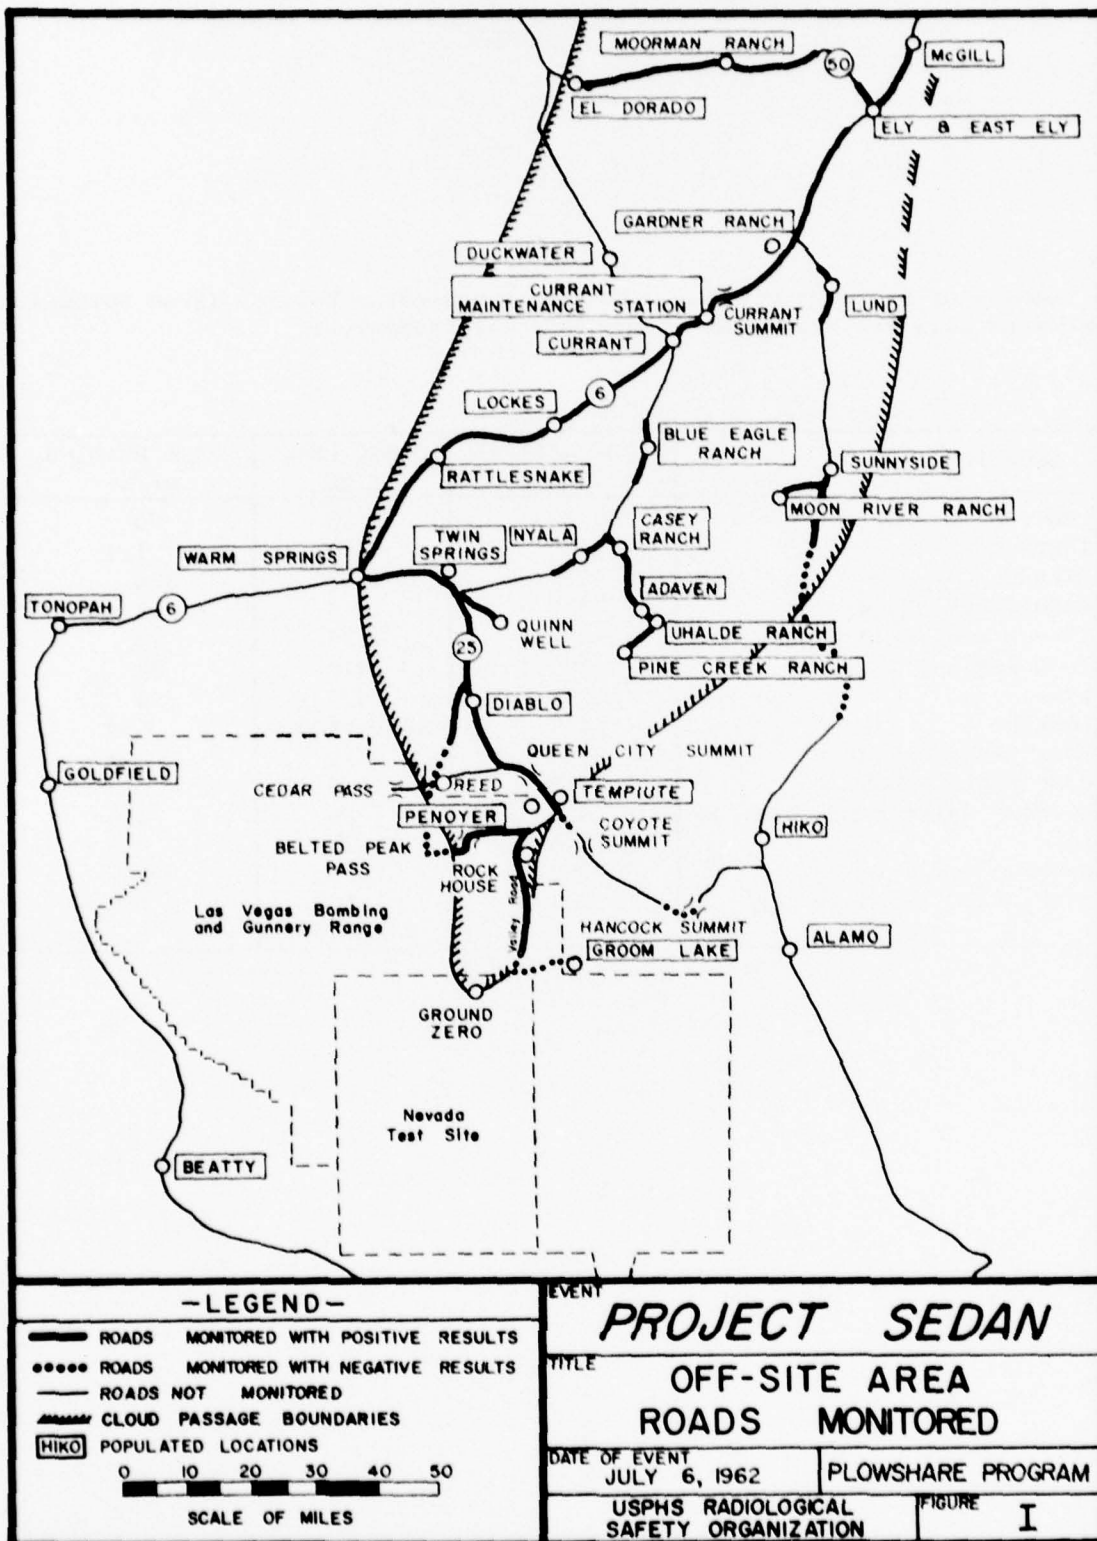 MOORMAN RANCH
50
McGILL
EL DORADO
ELY & EAST ELY
GARDNER RANCH
DUCKWATER
CURRANT
MAINTENANCE STATION
LUND
CURRANT
SUMMIT
CURRANT
6
LOCKES
BLUE EAGLE
RANCH
SUNNYSIDE
RATTLESNAKE
MOON RIVER RANCH
CASEY
RANCH
TWIN
SPRINGS
NYALA
WARM SPRINGS
ADAVEN
TONOPAH
6
QUINN
WELL
UHALDE RANCH
25
PINE CREEK RANCH
DIABLO
QUEEN CITY SUMMIT
GOLDFIELD
CEDAR PASS
REED
TEMPIUTE
PENOYER
COYOTE
SUMMIT
HIKO
BELTED PEAK
PASS
ROCK
HOUSE
Valley Road
Las Vegas Bombing
and Gunnery Range
HANCOCK SUMMIT
ALAMO
GROOM LAKE
GROUND
ZERO
Nevada
Test Site
BEATTY
-LEGEND-
ROADS MONITORED WITH POSITIVE RESULTS
ROADS MONITORED WITH NEGATIVE RESULTS
ROADS NOT MONITORED
CLOUD PASSAGE BOUNDARIES
HIKO POPULATED LOCATIONS
0 10 20 30 40 50
SCALE OF MILES
EVENT
PROJECT SEDAN
TITLE
OFF-SITE AREA
ROADS MONITORED
DATE OF EVENT
JULY 6, 1962
PLOWSHARE PROGRAM
USPHS RADIOLOGICAL
SAFETY ORGANIZATION
FIGURE
I